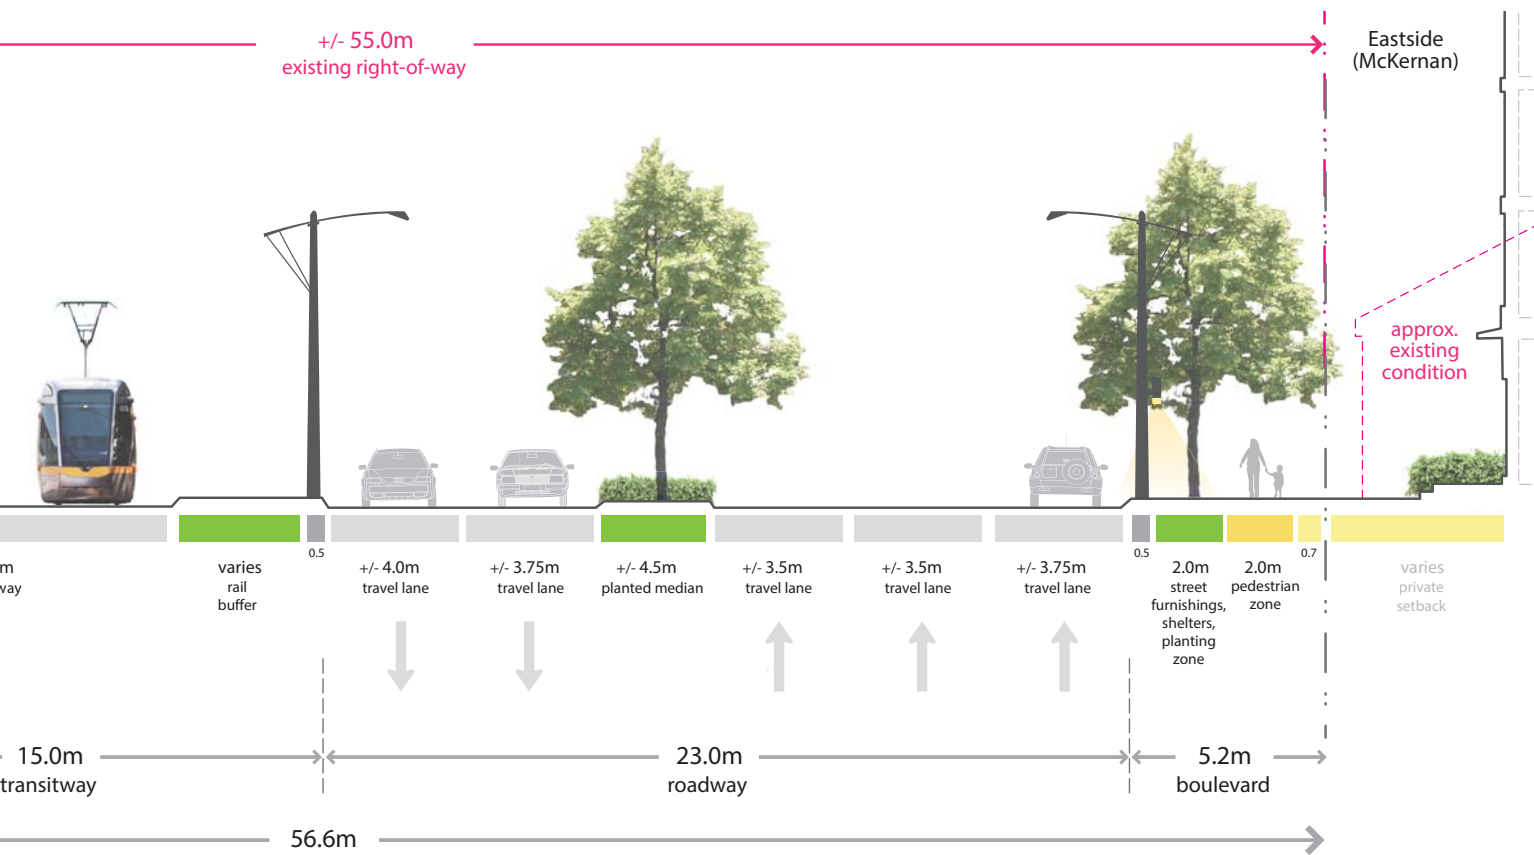 +/- 55.0m
existing right-of-way
Eastside
(McKernan)
approx.
existing
condition
m
way
varies
rail
buffer
0.5
+/- 4.0m
travel lane
+/- 3.75m
travel lane
+/- 4.5m
planted median
+/- 3.5m
travel lane
+/- 3.5m
travel lane
+/- 3.75m
travel lane
0.5
2.0m
street
furnishings,
shelters,
planting
zone
2.0m
pedestrian
zone
0.7
varies
private
setback
15.0m
transitway
23.0m
roadway
5.2m
boulevard
56.6m